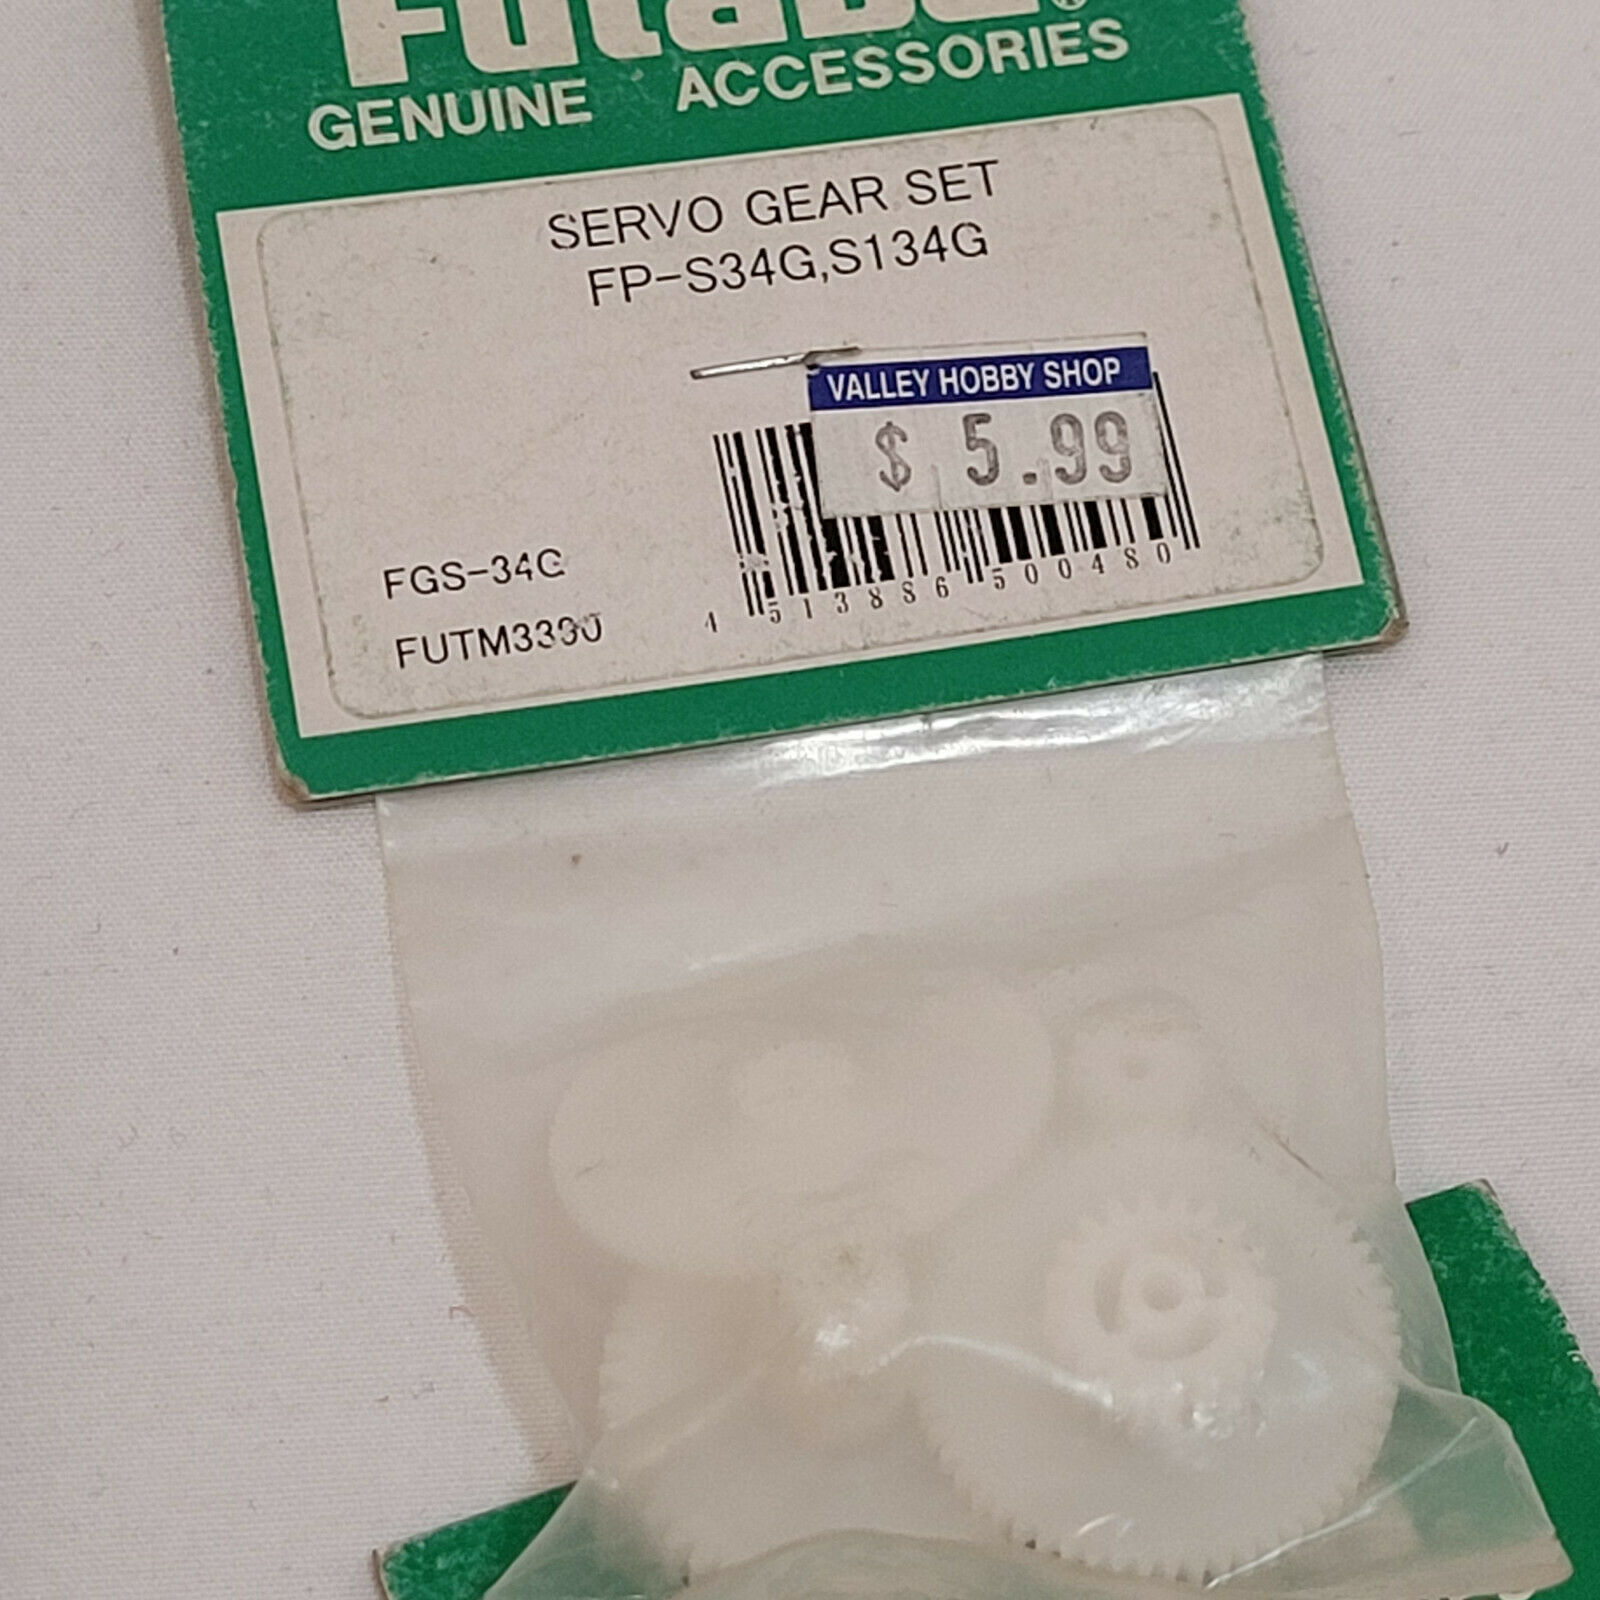 Futaba®
GENUINE ACCESSORIES
SERVO GEAR SET
FP-S34G,S134G
VALLEY HOBBY SHOP
$ 5.99
FGS-34G
4 513886 500480